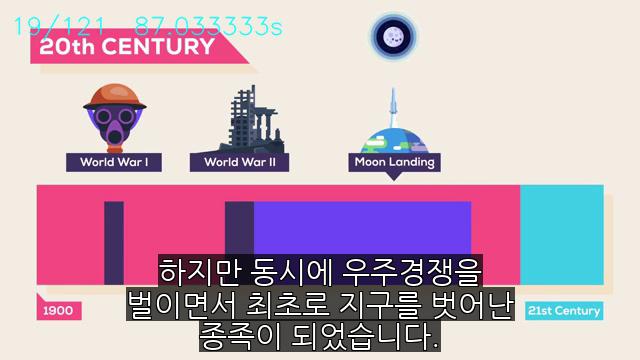 19/121 87.033333s
20th CENTURY
World War I
World War II
Moon Landing
하지만 동시에 우주경쟁을
벌이면서 최초로 지구를 벗어난
종족이 되었습니다.
1900
21st Century